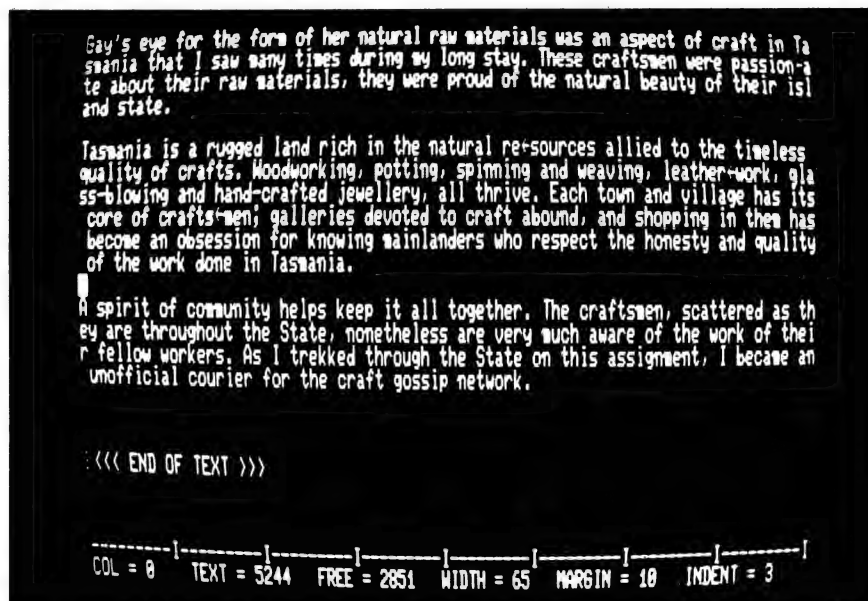 Gay's eye for the form of her natural raw materials was an aspect of craft in Ta
smania that I saw many times during my long stay. These craftsmen were passion-a
te about their raw materials, they were proud of the natural beauty of their isl
and state.
Tasmania is a rugged land rich in the natural re-sources allied to the timeless
quality of crafts. Woodworking, potting, spinning and weaving, leather-work, gla
ss-blowing and hand-crafted jewellery, all thrive. Each town and village has its
core of crafts-men; galleries devoted to craft abound, and shopping in them has
become an obsession for knowing mainlanders who respect the honesty and quality
of the work done in Tasmania.
A spirit of community helps keep it all together. The craftsmen, scattered as th
ey are throughout the State, nonetheless are very much aware of the work of thei
r fellow workers. As I trekked through the State on this assignment, I became an
unofficial courier for the craft gossip network.
<<< END OF TEXT >>>
---------I---------I---------I---------I---------I---------I---------I---------I
COL = 0 TEXT = 5244 FREE = 2851 WIDTH = 65 MARGIN = 10 INDENT = 3